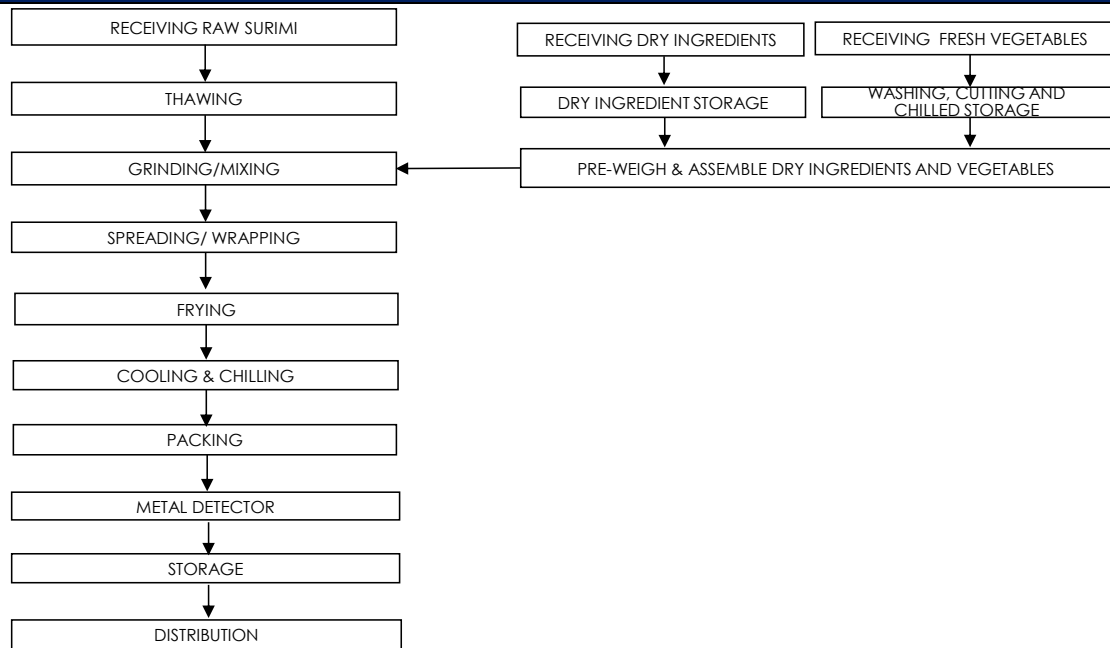 RECEIVING RAW SURIMI
THAWING
GRINDING/MIXING
SPREADING/ WRAPPING
FRYING
COOLING & CHILLING
PACKING
METAL DETECTOR
STORAGE
DISTRIBUTION
RECEIVING DRY INGREDIENTS
DRY INGREDIENT STORAGE
RECEIVING FRESH VEGETABLES
WASHING, CUTTING AND
CHILLED STORAGE
PRE-WEIGH & ASSEMBLE DRY INGREDIENTS AND VEGETABLES